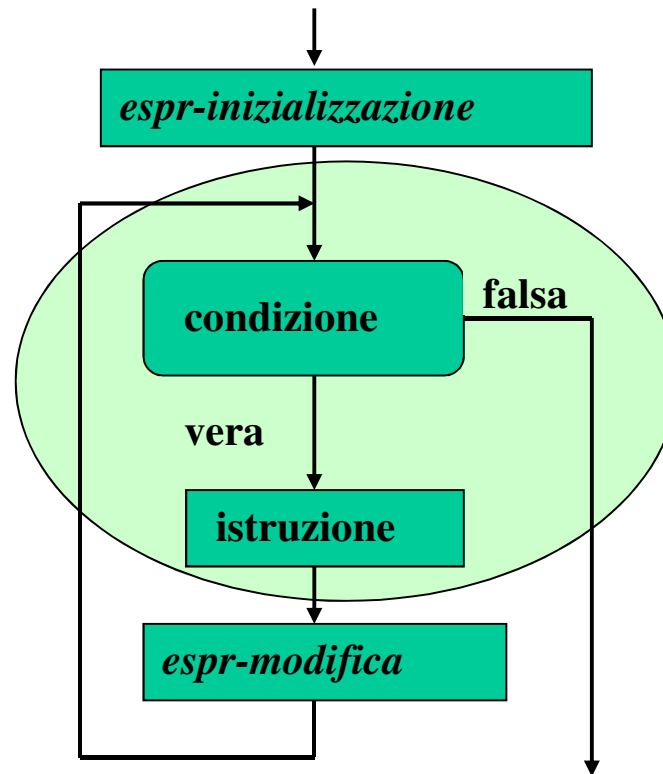 espr-inizializzazione
condizione
falsa
vera
istruzione
espr-modifica